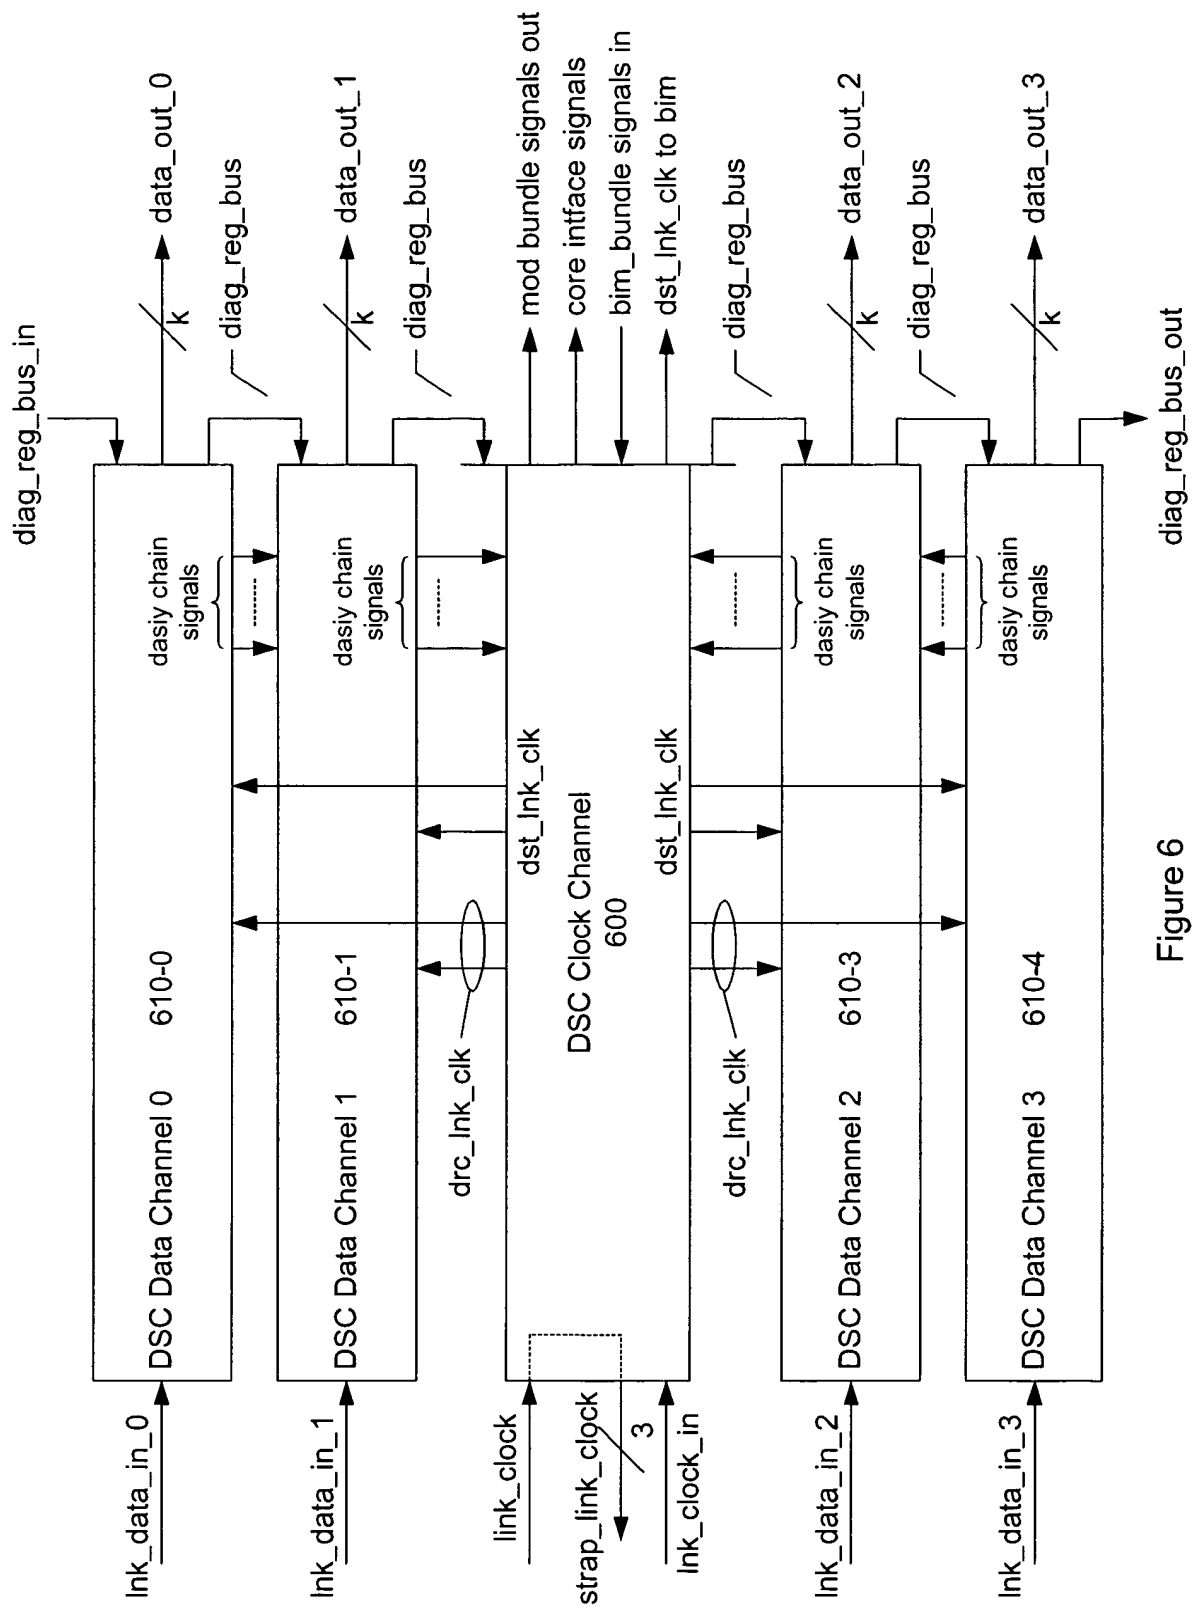 diag_reg_bus_in
lnk_data_in_0
DSC Data Channel 0
610-0
dasiy chain
signals
k
data_out_0
diag_reg_bus
lnk_data_in_1
DSC Data Channel 1
610-1
dasiy chain
signals
k
data_out_1
diag_reg_bus
drc_lnk_clk
dst_lnk_clk
link_clock
strap_link_clock
3
lnk_clock_in
DSC Clock Channel
600
mod bundle signals out
core intface signals
bim_bundle signals in
dst_lnk_clk to bim
dst_lnk_clk
drc_lnk_clk
diag_reg_bus
lnk_data_in_2
DSC Data Channel 2
610-3
dasiy chain
signals
k
data_out_2
diag_reg_bus
lnk_data_in_3
DSC Data Channel 3
610-4
dasiy chain
signals
k
data_out_3
diag_reg_bus_out
Figure 6